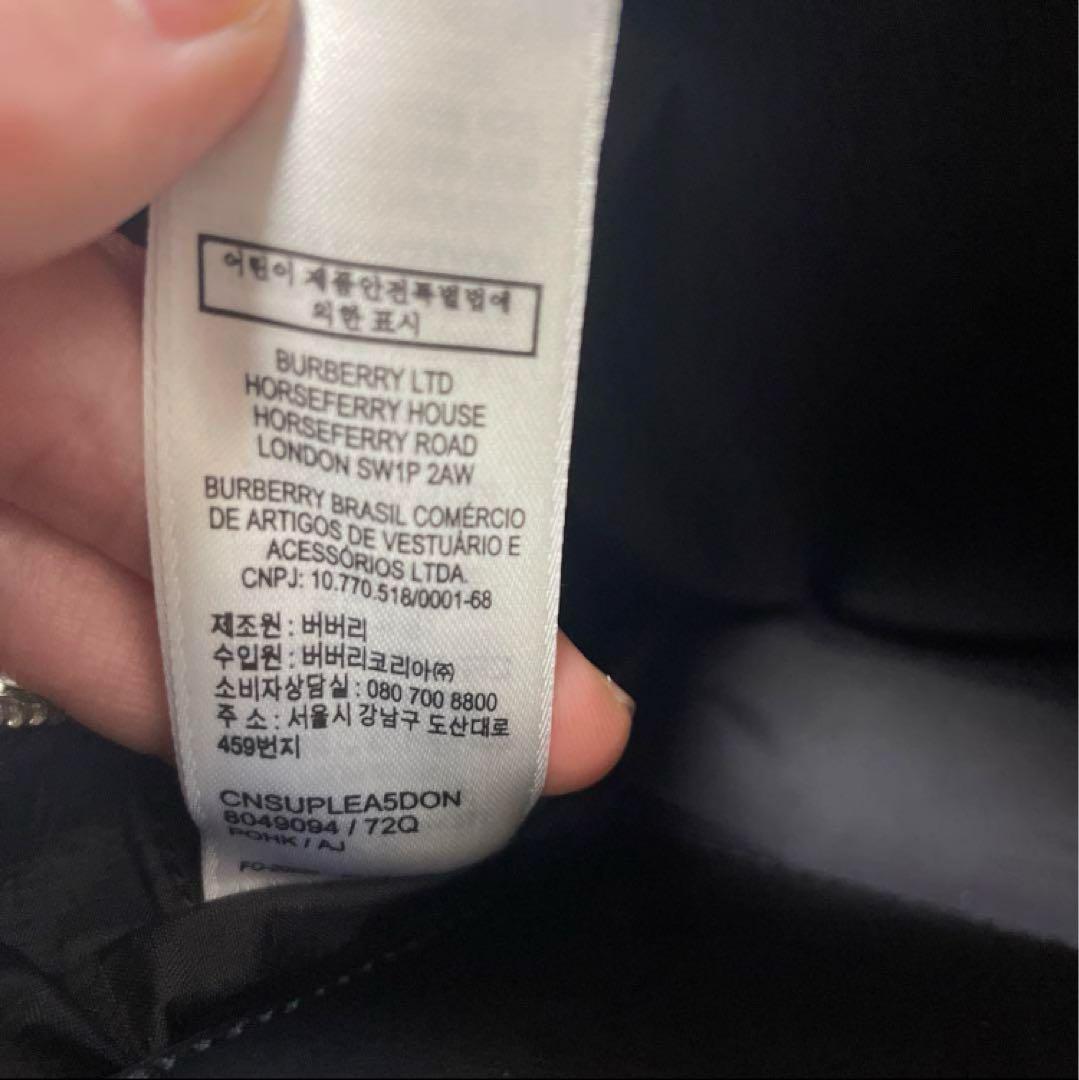 어린이 제품안전특별법에
의한 표시
BURBERRY LTD
HORSEFERRY HOUSE
HORSEFERRY ROAD
LONDON SW1P 2AW
BURBERRY BRASIL COMÉRCIO
DE ARTIGOS DE VESTUÁRIO E
ACESSÓRIOS LTDA.
CNPJ: 10.770.518/0001-68
제조원 : 버버리
수입원 : 버버리코리아㈜
소비자상담실 : 080 700 8800
주 소 : 서울시 강남구 도산대로
459번지
CNSUPLEA5DON
8049094 / 72Q
POHK / AJ